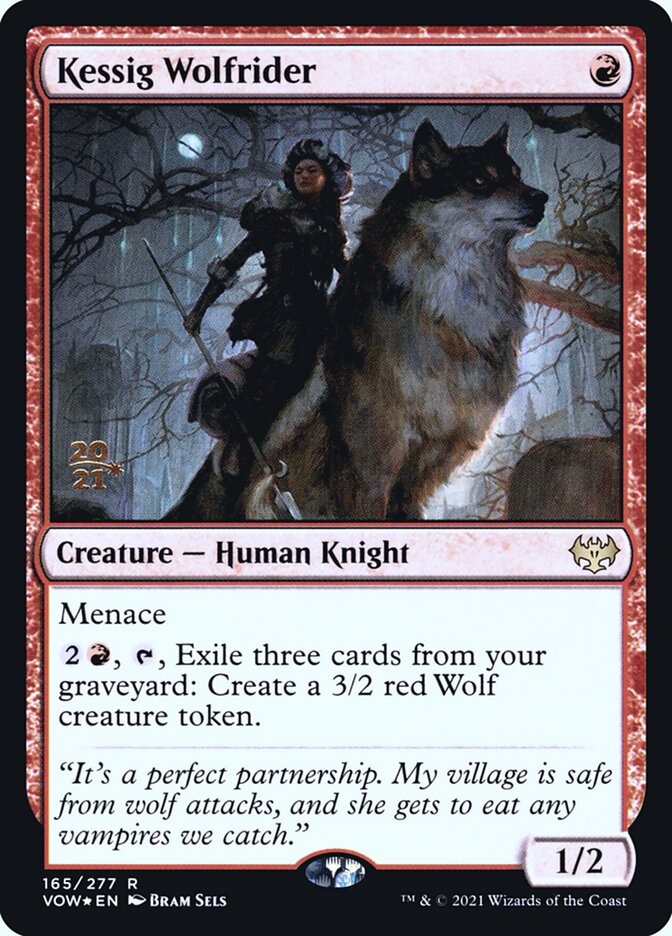 Kessig Wolfrider
20
21
Creature — Human Knight
Menace
2 , , Exile three cards from your
graveyard: Create a 3/2 red Wolf
creature token.
“It’s a perfect partnership. My village is safe
from wolf attacks, and she gets to eat any
vampires we catch.”
1/2
165/277 R
VOW★EN Bram Sels
™ & © 2021 Wizards of the Coast